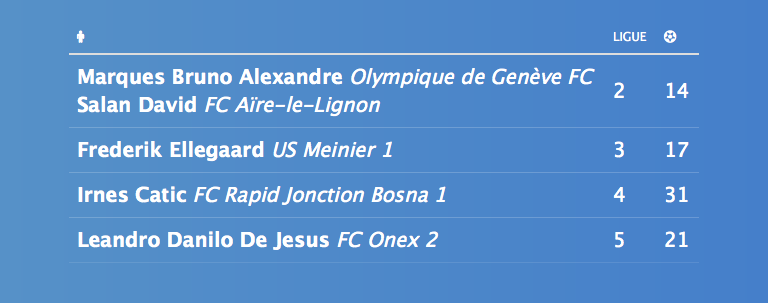 LIGUE
Marques Bruno Alexandre Olympique de Genève FC
Salan David FC Aïre-le-Lignon
2 14
Frederik Ellegaard US Meinier 1 3 17
Irnes Catic FC Rapid Jonction Bosna 1 4 31
Leandro Danilo De Jesus FC Onex 2 5 21